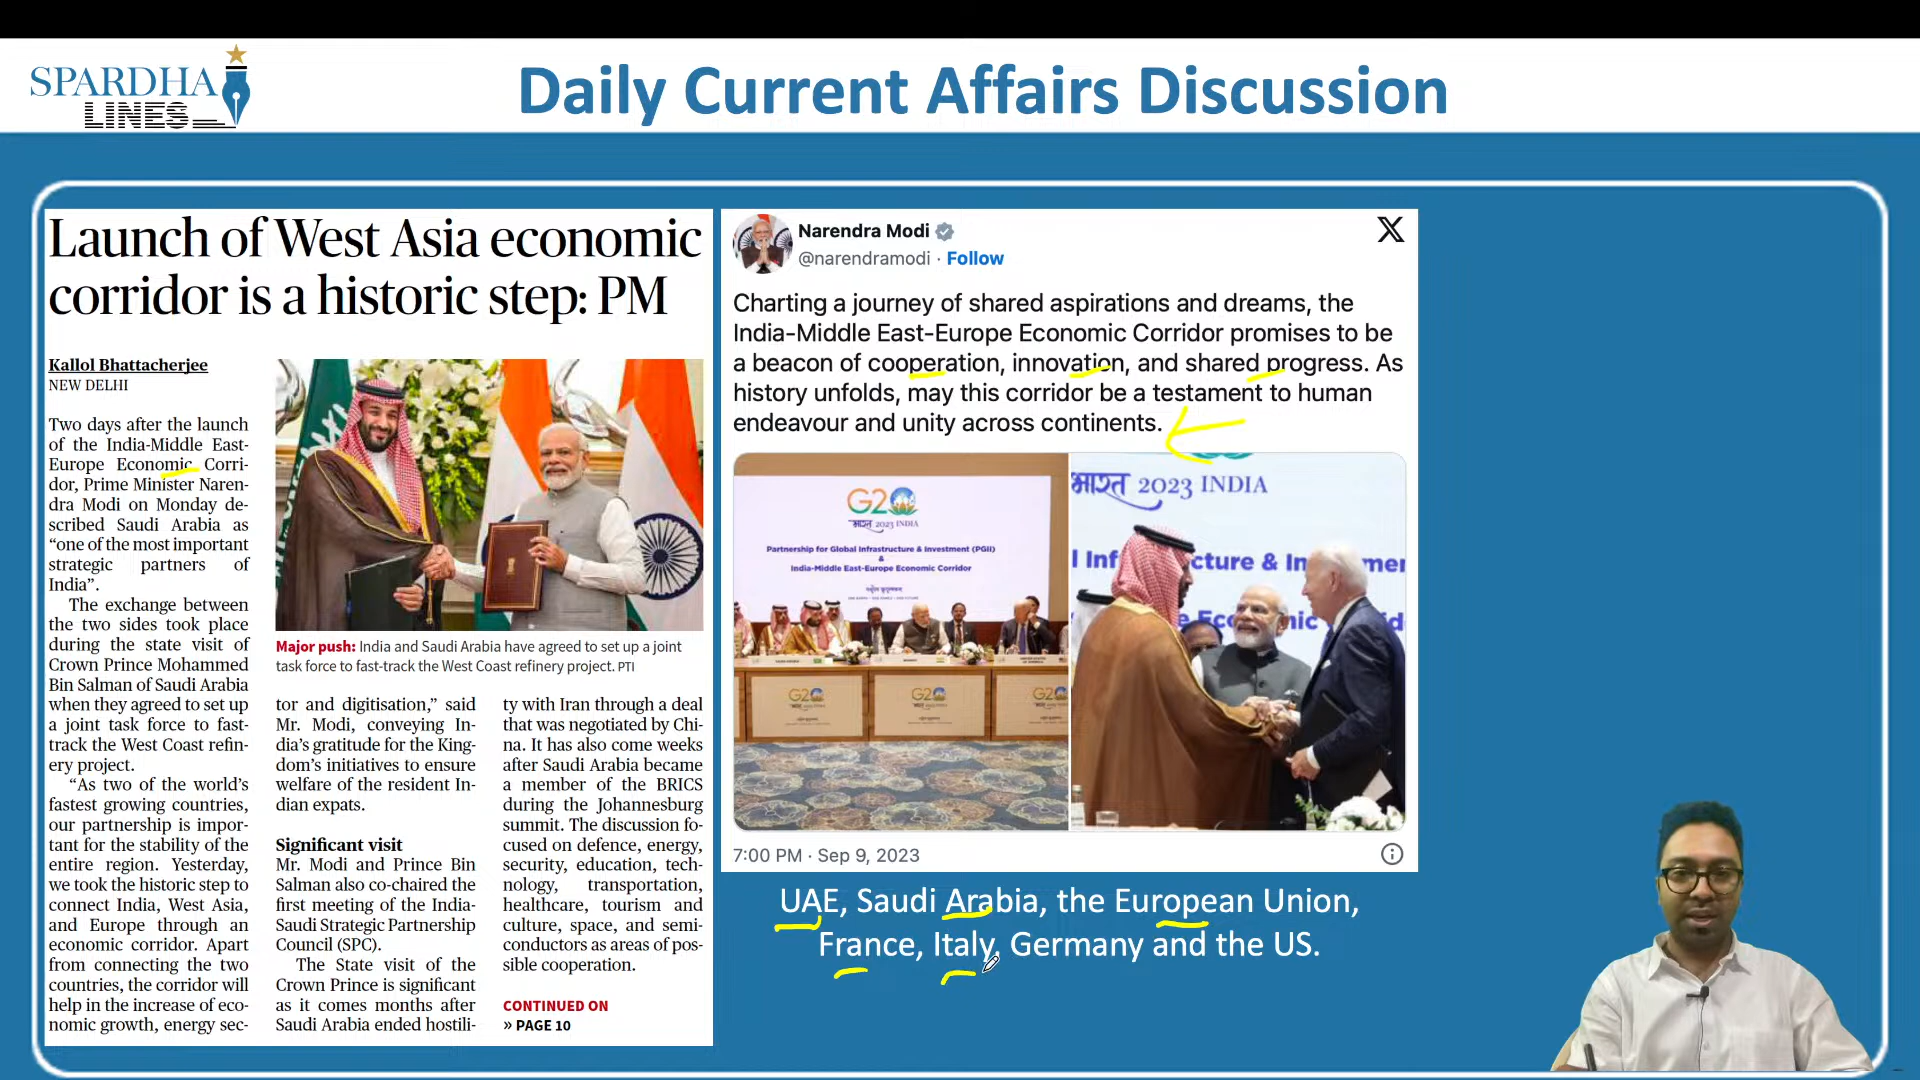 SPARDHA
LINES
Daily Current Affairs Discussion
Launch of West Asia economic
corridor is a historic step: PM
Kallol Bhattacherjee
NEW DELHI
Two days after the launch
of the India-Middle East-
Europe Economic Corri-
dor, Prime Minister Naren-
dra Modi on Monday de-
scribed Saudi Arabia as
“one of the most important
strategic partners of
India”.
The exchange between
the two sides took place
during the state visit of
Crown Prince Mohammed
Bin Salman of Saudi Arabia
when they agreed to set up
a joint task force to fast-
track the West Coast refin-
ery project.
“As two of the world’s
fastest growing countries,
our partnership is impor-
tant for the stability of the
entire region. Yesterday,
we took the historic step to
connect India, West Asia,
and Europe through an
economic corridor. Apart
from connecting the two
countries, the corridor will
help in the increase of eco-
nomic growth, energy sec-
Major push: India and Saudi Arabia have agreed to set up a joint
task force to fast-track the West Coast refinery project. PTI
tor and digitisation,” said
Mr. Modi, conveying In-
dia’s gratitude for the King-
dom’s initiatives to ensure
welfare of the resident In-
dian expats.
Significant visit
Mr. Modi and Prince Bin
Salman also co-chaired the
first meeting of the India-
Saudi Strategic Partnership
Council (SPC).
The State visit of the
Crown Prince is significant
as it comes months after
Saudi Arabia ended hostili-
ty with Iran through a deal
that was negotiated by Chi-
na. It has also come weeks
after Saudi Arabia became
a member of the BRICS
during the Johannesburg
summit. The discussion fo-
cused on defence, energy,
security, education, tech-
nology, transportation,
healthcare, tourism and
culture, space, and semi-
conductors as areas of pos-
sible cooperation.
CONTINUED ON
» PAGE 10
Narendra Modi
@narendramodi · Follow
Charting a journey of shared aspirations and dreams, the
India-Middle East-Europe Economic Corridor promises to be
a beacon of cooperation, innovation, and shared progress. As
history unfolds, may this corridor be a testament to human
endeavour and unity across continents.
G20
भारत 2023 INDIA
Partnership for Global Infrastructure & Investment (PGII)
&
India-Middle East-Europe Economic Corridor
G20
G20
G20
भारत 2023 INDIA
7:00 PM · Sep 9, 2023
UAE, Saudi Arabia, the European Union,
France, Italy, Germany and the US.